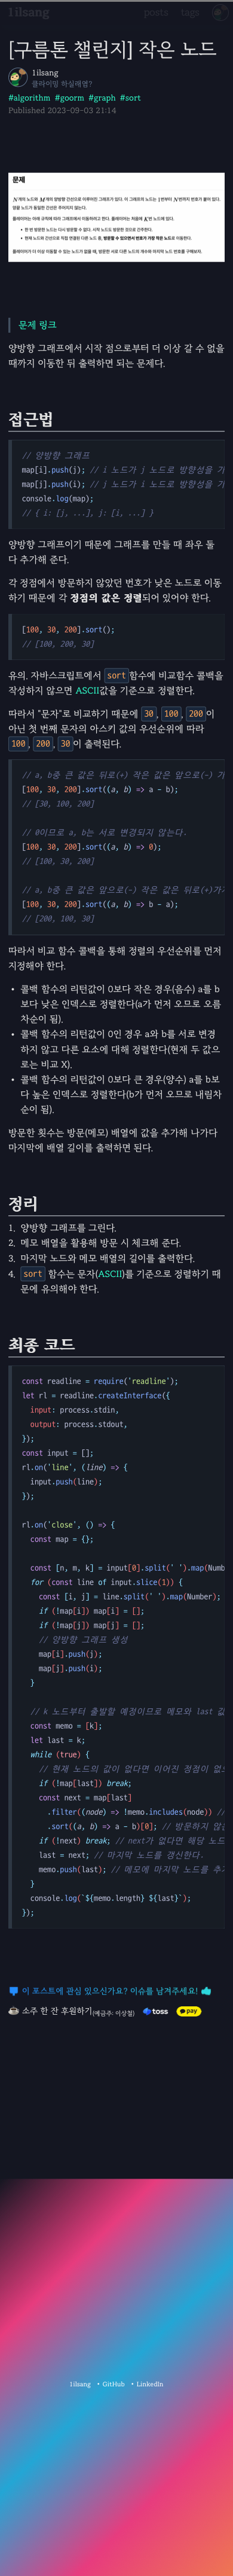 1ilsang
posts tags
[구름톤 챌린지] 작은 노드
1ilsang
클라이밍 하실래염?
#algorithm #goorm #graph #sort
Published 2023-09-03 21:14
문제
문제 링크
양방향 그래프에서 시작 점으로부터 더 이상 갈 수 없을
때까지 이동한 뒤 출력하면 되는 문제다.
접근법
// 양방향 그래프
map[i].push(j); // i 노드가 j 노드로 방향성을 가
map[j].push(i); // j 노드가 i 노드로 방향성을 가
console.log(map);
// { i: [j, ...], j: [i, ...] }
양방향 그래프이기 때문에 그래프를 만들 때 좌우 둘
다 추가해 준다.
각 정점에서 방문하지 않았던 번호가 낮은 노드로 이동
하기 때문에 각 정점의 값은 정렬되어 있어야 한다.
[100, 30, 200].sort();
// [100, 200, 30]
유의. 자바스크립트에서 sort함수에 비교함수 콜백을
작성하지 않으면 ASCII값을 기준으로 정렬한다.
따라서 "문자"로 비교하기 때문에 30, 100, 200이
아닌 첫 번째 문자의 아스키 값의 우선순위에 따라
100, 200, 30이 출력된다.
// a, b중 큰 값은 뒤로(+) 작은 값은 앞으로(-) 가
[100, 30, 200].sort((a, b) => a - b);
// [30, 100, 200]
// 0이므로 a, b는 서로 변경되지 않는다.
[100, 30, 200].sort((a, b) => 0);
// [100, 30, 200]
// a, b중 큰 값은 앞으로(-) 작은 값은 뒤로(+)가
[100, 30, 200].sort((a, b) => b - a);
// [200, 100, 30]
따라서 비교 함수 콜백을 통해 정렬의 우선순위를 먼저
지정해야 한다.
• 콜백 함수의 리턴값이 0보다 작은 경우(음수) a를 b
보다 낮은 인덱스로 정렬한다(a가 먼저 오므로 오름
차순이 됨).
• 콜백 함수의 리턴값이 0인 경우 a와 b를 서로 변경
하지 않고 다른 요소에 대해 정렬한다(현재 두 값으
로는 비교 X).
• 콜백 함수의 리턴값이 0보다 큰 경우(양수) a를 b보
다 높은 인덱스로 정렬한다(b가 먼저 오므로 내림차
순이 됨).
방문한 횟수는 방문(메모) 배열에 값을 추가해 나가다
마지막에 배열 길이를 출력하면 된다.
정리
1. 양방향 그래프를 그린다.
2. 메모 배열을 활용해 방문 시 체크해 준다.
3. 마지막 노드와 메모 배열의 길이를 출력한다.
4. sort 함수는 문자(ASCII)를 기준으로 정렬하기 때
문에 유의해야 한다.
최종 코드
const readline = require('readline');
let rl = readline.createInterface({
input: process.stdin,
output: process.stdout,
});
const input = [];
rl.on('line', (line) => {
input.push(line);
});
rl.on('close', () => {
const map = {};
const [n, m, k] = input[0].split(' ').map(Numb
for (const line of input.slice(1)) {
const [i, j] = line.split(' ').map(Number);
if (!map[i]) map[i] = [];
if (!map[j]) map[j] = [];
// 양방향 그래프 생성
map[i].push(j);
map[j].push(i);
}
// k 노드부터 출발할 예정이므로 메모와 last 값
const memo = [k];
let last = k;
while (true) {
// 현재 노드의 값이 없다면 이어진 정점이 없으
if (!map[last]) break;
const next = map[last]
.filter((node) => !memo.includes(node)) //
.sort((a, b) => a - b)[0]; // 방문하지 않은
if (!next) break; // next가 없다면 해당 노드
last = next; // 마지막 노드를 갱신한다.
memo.push(last); // 메모에 마지막 노드를 추가
}
console.log(`${memo.length} ${last}`);
});
이 포스트에 관심 있으신가요? 이슈를 남겨주세요!
소주 한 잔 후원하기(예금주: 이상철) toss pay
1ilsang • GitHub • LinkedIn